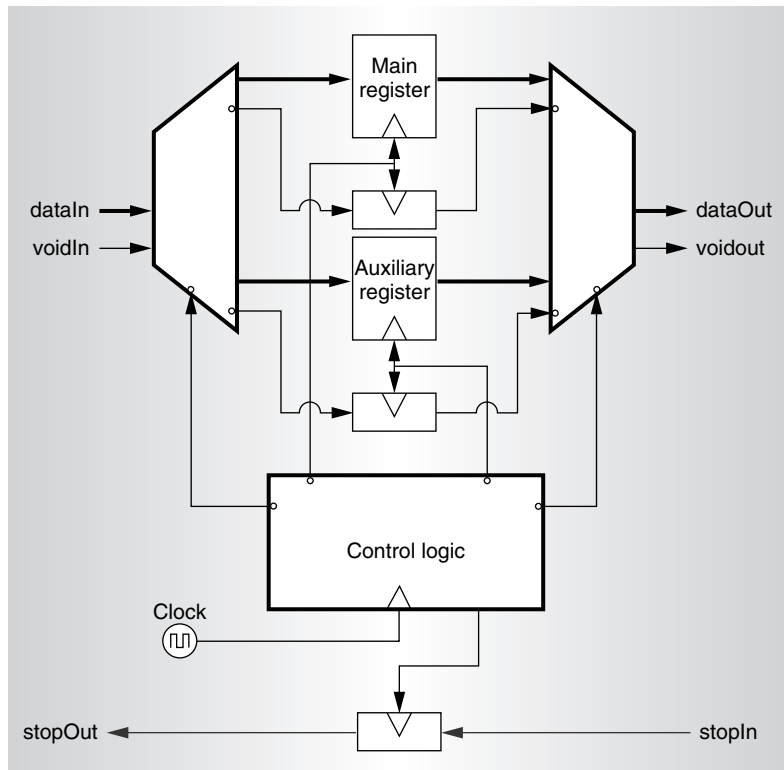 Main
register
dataIn
dataOut
voidIn
voidout
Auxiliary
register
Control logic
Clock
stopOut
stopIn